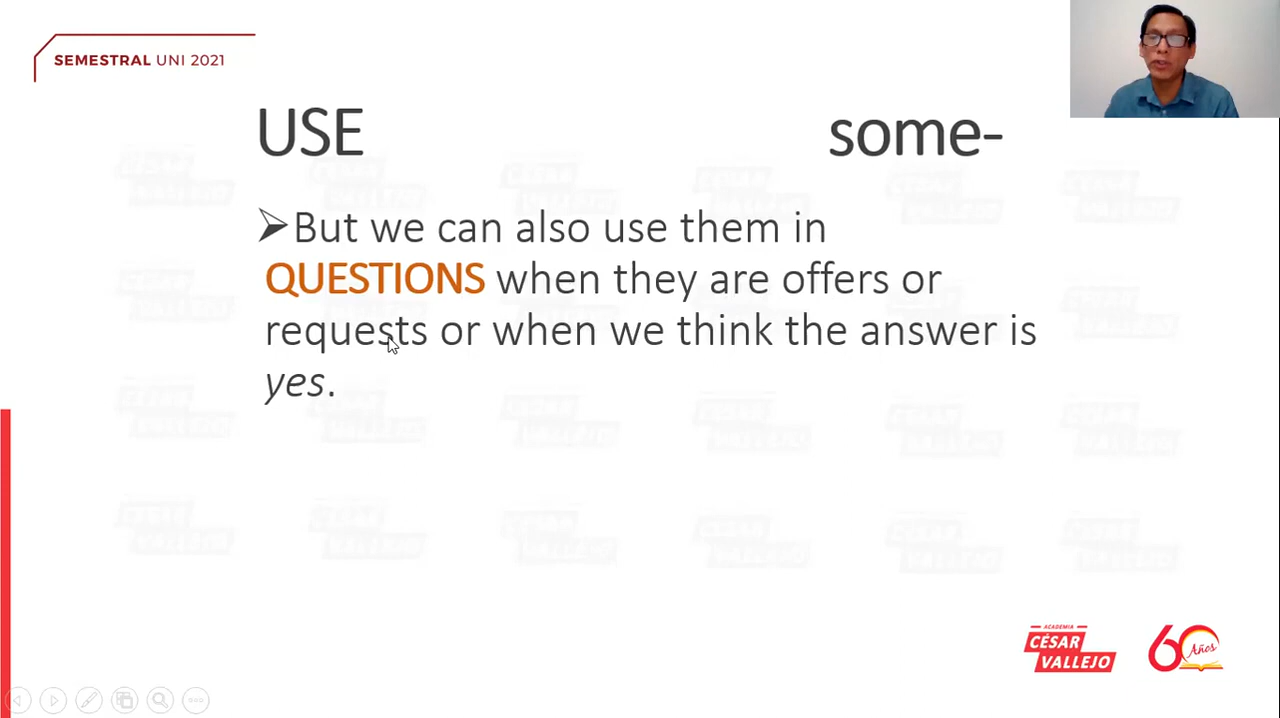 SEMESTRAL UNI 2021
USE some-
But we can also use them in
QUESTIONS when they are offers or
requests or when we think the answer is
yes.
ACADEMIA
CÉSAR
VALLEJO
60
Años